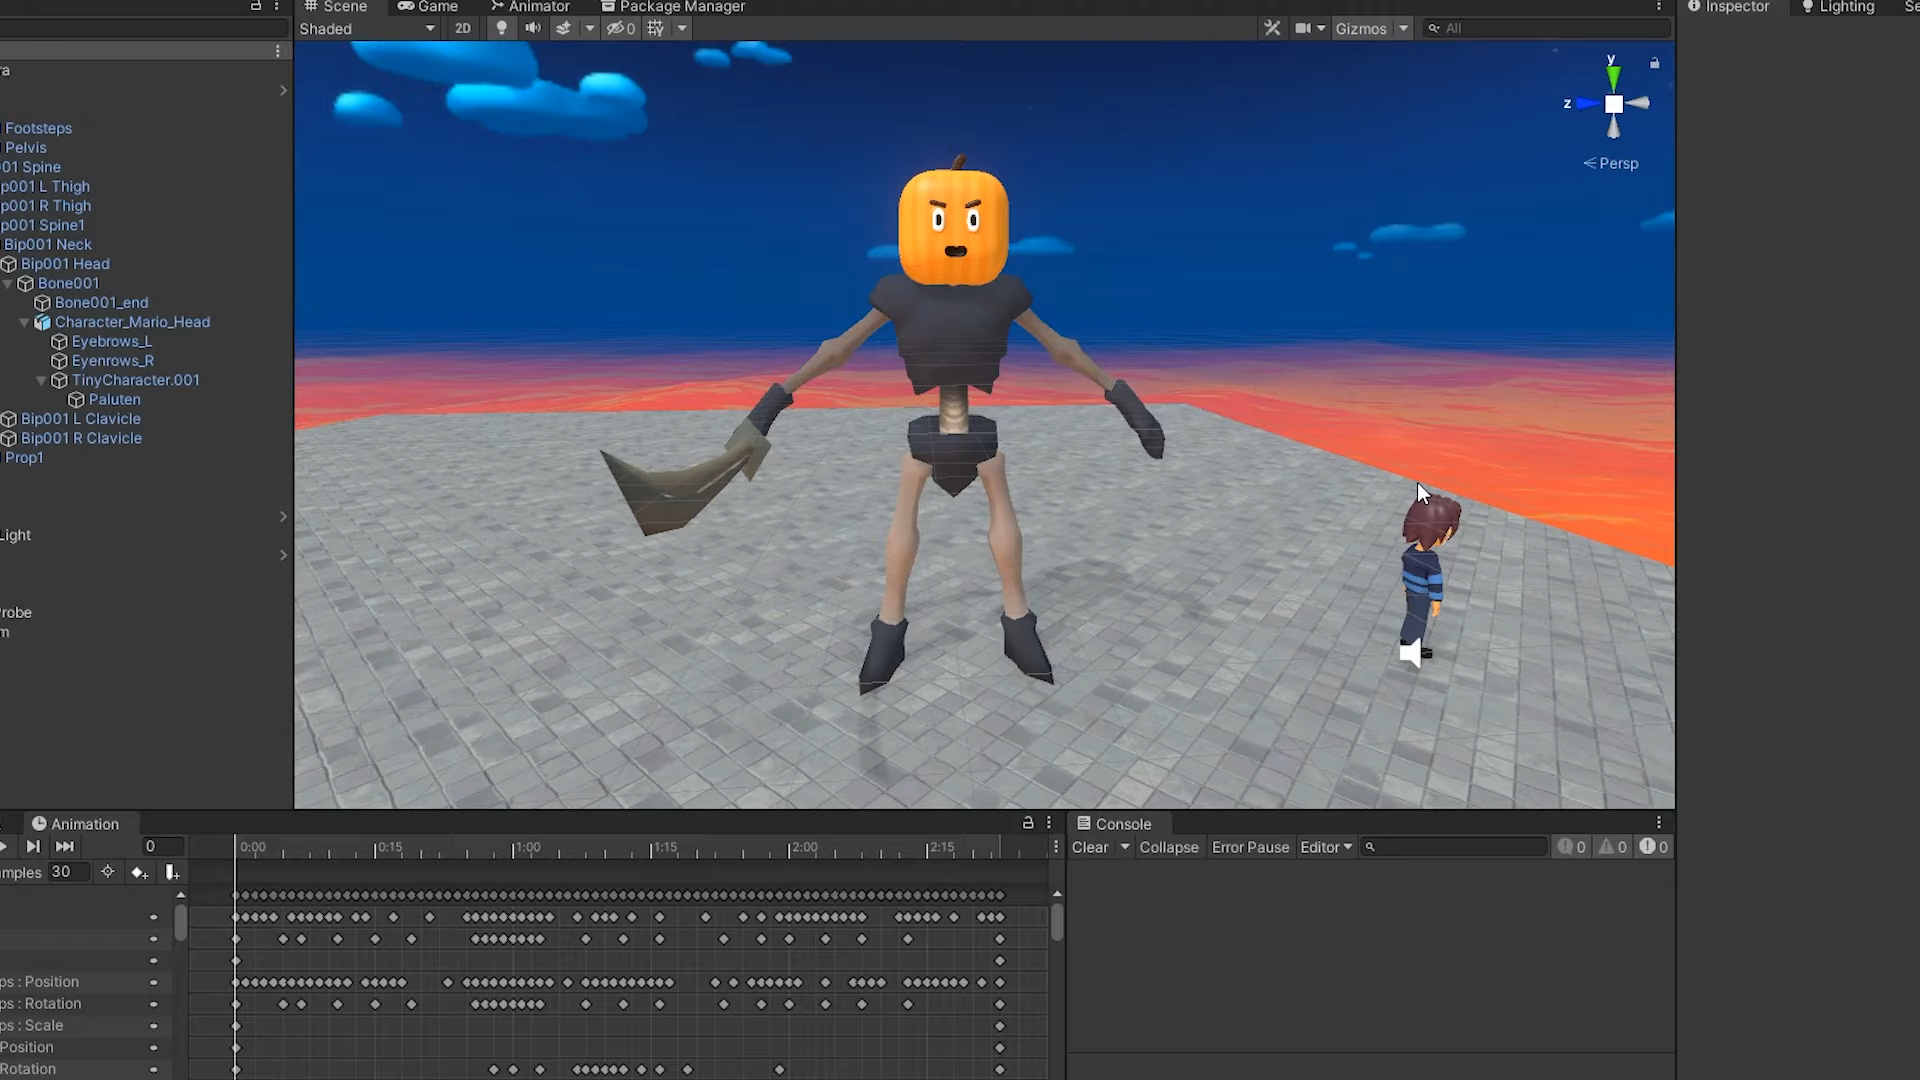 Scene Game Animator Package Manager
Inspector Lighting Se
Shaded 2D 0 Gizmos All
y
z
Persp
ra
Footsteps
Pelvis
01 Spine
p001 L Thigh
p001 R Thigh
p001 Spine1
Bip001 Neck
Bip001 Head
Bone001
Bone001_end
Character_Mario_Head
Eyebrows_L
Eyenrows_R
TinyCharacter.001
Paluten
Bip001 L Clavicle
Bip001 R Clavicle
Prop1
Light
Probe
m
Animation
0
0:00 0:15 1:00 1:15 2:00 2:15
mples 30
ps : Position
ps : Rotation
ps : Scale
Position
Rotation
Console
Clear Collapse Error Pause Editor 0 0 0